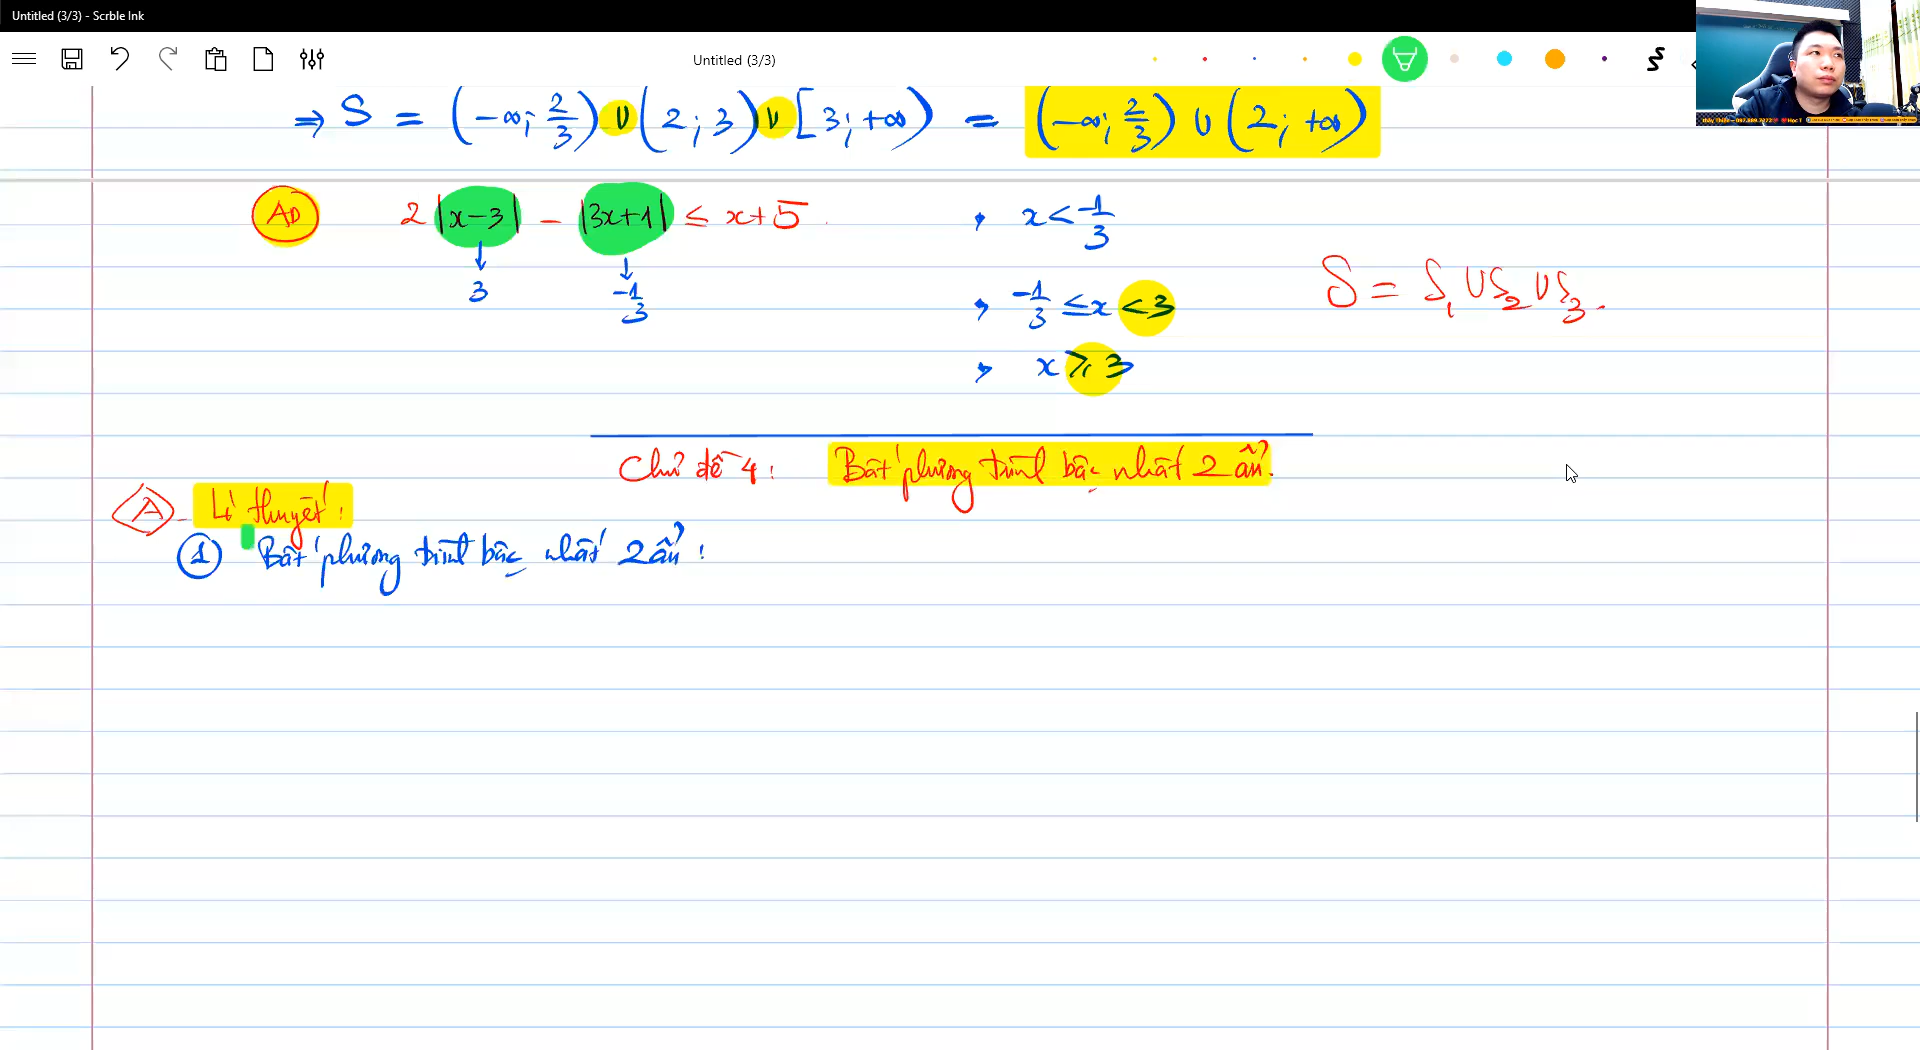 Untitled (3/3) - Scrble Ink
Untitled (3/3)
⇒ S = (-∞; 2/3) ∪ (2; 3) ∪ [3; +∞) = (-∞; 2/3) ∪ (2; +∞)
AD 2|x-3| - |3x+1| ≤ x+5
3
-1/3
x < -1/3
-1/3 ≤ x < 3
x ≥ 3
S = S₁ ∪ S₂ ∪ S₃.
Chủ đề 4: Bất phương trình bậc nhất 2 ẩn.
A - Lí thuyết:
1 Bất phương trình bậc nhất 2 ẩn: